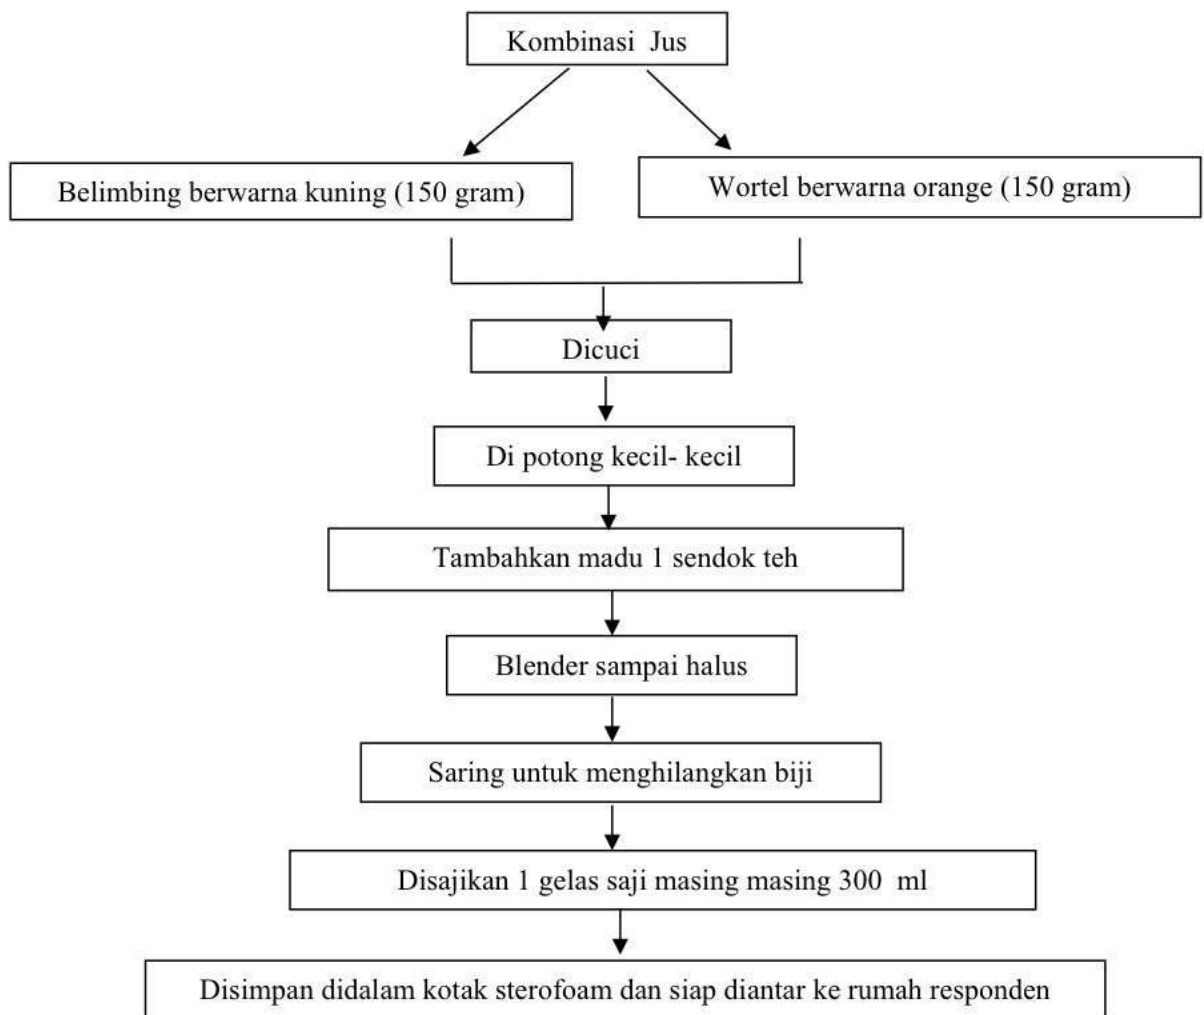 Kombinasi Jus
Belimbing berwarna kuning (150 gram)
Wortel berwarna orange (150 gram)
Dicuci
Di potong kecil- kecil
Tambahkan madu 1 sendok teh
Blender sampai halus
Saring untuk menghilangkan biji
Disajikan 1 gelas saji masing masing 300 ml
Disimpan didalam kotak sterofoam dan siap diantar ke rumah responden